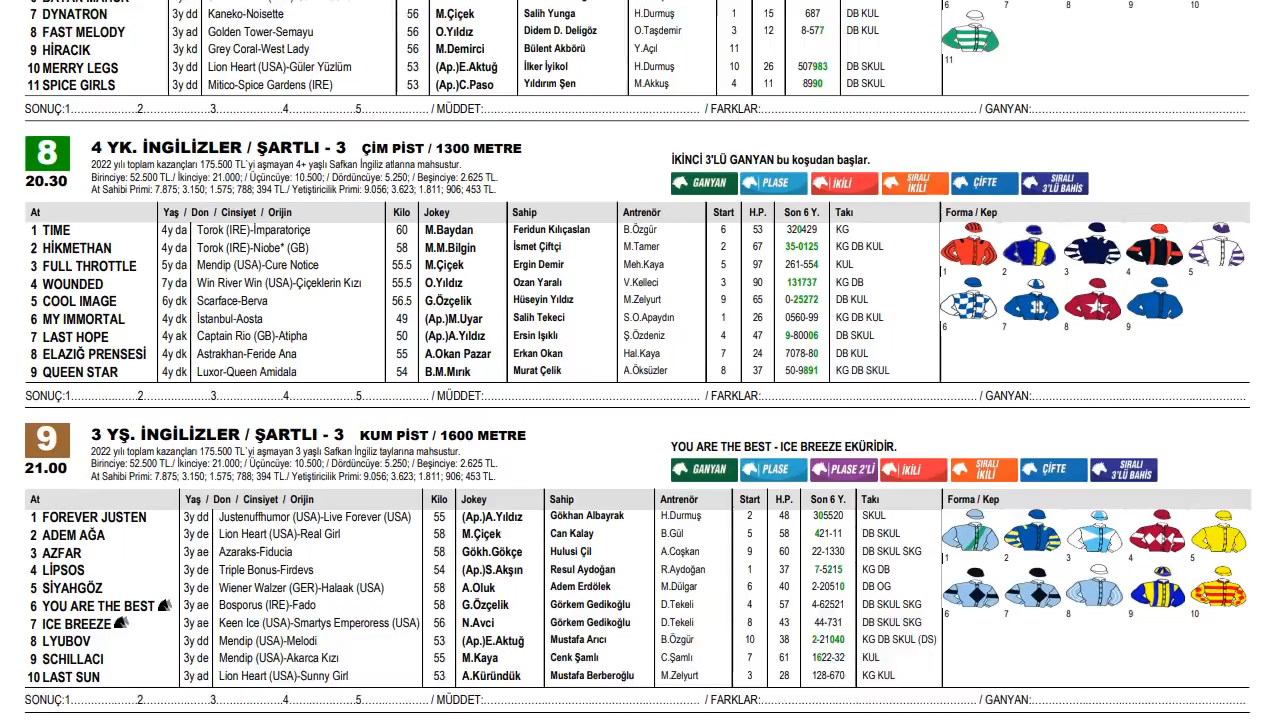 7 DYNATRON 3y dd Kaneko-Noisette 56 M.Çiçek Salih Yunga H.Durmuş 1 15 687 DB KUL
6 7 8 9 10
8 FAST MELODY 3y ad Golden Tower-Semayu 56 O.Yıldız Didem D. Deligöz O.Taşdemir 3 12 8-577 DB KUL
9 HİRACIK 3y kd Grey Coral-West Lady 56 M.Demirci Bülent Akbörü Y.Açıl 11
10 MERRY LEGS 3y dd Lion Heart (USA)-Güler Yüzlüm 53 (Ap.)E.Aktuğ İlker İyikol H.Durmuş 10 26 507983 DB SKUL
11
11 SPICE GIRLS 3y dd Mitico-Spice Gardens (IRE) 53 (Ap.)C.Paso Yıldırım Şen M.Akkuş 4 11 8990 DB SKUL
SONUÇ:1.......................2.......................3.......................4.......................5....................... / MÜDDET:....................... / FARKLAR:....................... / GANYAN:.......................
8
20.30
4 YK. İNGİLİZLER / ŞARTLI - 3 ÇİM PİST / 1300 METRE
2022 yılı toplam kazançları 175.500 TL`yi aşmayan 4+ yaşlı Safkan İngiliz atlarına mahsustur.
Birinciye: 52.500 TL./ İkinciye: 21.000; / Üçüncüye: 10.500; / Dördüncüye: 5.250; / Beşinciye: 2.625 TL.
At Sahibi Primi: 7.875; 3.150; 1.575; 788; 394 TL./ Yetiştiricilik Primi: 9.056; 3.623; 1.811; 906; 453 TL.
İKİNCİ 3'LÜ GANYAN bu koşudan başlar.
GANYAN PLASE İKİLİ SIRALI İKİLİ ÇİFTE SIRALI 3'LÜ BAHİS
At Yaş / Don / Cinsiyet / Orijin Kilo Jokey Sahip Antrenör Start H.P. Son 6 Y. Takı Forma / Kep
1 TIME 4y da Torok (IRE)-İmparatoriçe 60 M.Baydan Feridun Kılıçaslan B.Özgür 6 53 320429 KG
2 HİKMETHAN 4y da Torok (IRE)-Niobe* (GB) 58 M.M.Bilgin İsmet Çiftçi M.Tamer 2 67 35-0125 DB KG DB KUL
3 FULL THROTTLE 5y da Mendip (USA)-Cure Notice 55.5 M.Çiçek Ergin Demir Meh.Kaya 5 97 261-554 KUL
1 2 3 4 5
4 WOUNDED 7y da Win River Win (USA)-Çiçeklerin Kızı 55.5 O.Yıldız Ozan Yaralı V.Kelleci 3 90 131737 KG DB
5 COOL IMAGE 6y dk Scarface-Berva 56.5 G.Özçelik Hüseyin Yıldız M.Zelyurt 9 65 0-25272 DB KUL
6 MY IMMORTAL 4y dk İstanbul-Aosta 49 (Ap.)M.Uyar Salih Tekeci S.O.Apaydın 1 26 0560-99 KG DB KUL
6 7 8 9
7 LAST HOPE 4y ak Captain Rio (GB)-Atipha 50 (Ap.)A.Yıldız Ersin Işıklı Ş.Özdeniz 4 47 9-80006 DB SKUL
8 ELAZIĞ PRENSESİ 4y dk Astrakhan-Feride Ana 55 A.Okan Pazar Erkan Okan Hal.Kaya 7 24 7078-80 DB KUL
9 QUEEN STAR 4y dk Luxor-Queen Amidala 54 B.M.Mırık Murat Çelik A.Öksüzler 8 37 50-9891 KG DB SKUL
SONUÇ:1.......................2.......................3.......................4.......................5....................... / MÜDDET:....................... / FARKLAR:....................... / GANYAN:.......................
9
21.00
3 YŞ. İNGİLİZLER / ŞARTLI - 3 KUM PİST / 1600 METRE
2022 yılı toplam kazançları 175.500 TL`yi aşmayan 3 yaşlı Safkan İngiliz taylarına mahsustur.
Birinciye: 52.500 TL./ İkinciye: 21.000; / Üçüncüye: 10.500; / Dördüncüye: 5.250; / Beşinciye: 2.625 TL.
At Sahibi Primi: 7.875; 3.150; 1.575; 788; 394 TL./ Yetiştiricilik Primi: 9.056; 3.623; 1.811; 906; 453 TL.
YOU ARE THE BEST - ICE BREEZE EKÜRİDİR.
GANYAN PLASE PLASE 2'Lİ İKİLİ SIRALI İKİLİ ÇİFTE SIRALI 3'LÜ BAHİS
At Yaş / Don / Cinsiyet / Orijin Kilo Jokey Sahip Antrenör Start H.P. Son 6 Y. Takı Forma / Kep
1 FOREVER JUSTEN 3y dd Justenuffhumor (USA)-Live Forever (USA) 55 (Ap.)A.Yıldız Gökhan Albayrak H.Durmuş 2 48 305520 SKUL
2 ADEM AĞA 3y de Lion Heart (USA)-Real Girl 58 M.Çiçek Can Kalay B.Gül 5 58 421-11 DB SKUL
3 AZFAR 3y ae Azaraks-Fiducia 58 Gökh.Gökçe Hulusi Çil A.Coşkan 9 60 22-1330 DB SKUL SKG
1 2 3 4 5
4 LİPSOS 3y de Triple Bonus-Firdevs 54 (Ap.)S.Akşın Resul Aydoğan R.Aydoğan 1 37 7-5215 KG DB
5 SİYAHGÖZ 3y de Wiener Walzer (GER)-Halaak (USA) 58 A.Oluk Adem Erdölek M.Dülgar 6 40 2-20510 DB OG
6 YOU ARE THE BEST 3y ae Bosporus (IRE)-Fado 58 G.Özçelik Görkem Gedikoğlu D.Tekeli 4 57 4-62521 DB SKUL SKG
6 7 8 9 10
7 ICE BREEZE 3y ae Keen Ice (USA)-Smartys Emperoress (USA) 56 N.Avci Görkem Gedikoğlu D.Tekeli 8 43 44-731 DB SKUL SKG
8 LYUBOV 3y dd Mendip (USA)-Melodi 53 (Ap.)E.Aktuğ Mustafa Arıcı B.Özgür 10 38 2-21040 KG DB SKUL (DS)
9 SCHILLACI 3y de Mendip (USA)-Akarca Kızı 55 M.Kaya Cenk Şamlı C.Şamlı 7 61 1622-32 KUL
10 LAST SUN 3y ad Lion Heart (USA)-Sunny Girl 53 A.Küründük Mustafa Berberoğlu M.Zelyurt 3 28 128-670 KG KUL
SONUÇ:1.......................2.......................3.......................4.......................5....................... / MÜDDET:....................... / FARKLAR:....................... / GANYAN:.......................